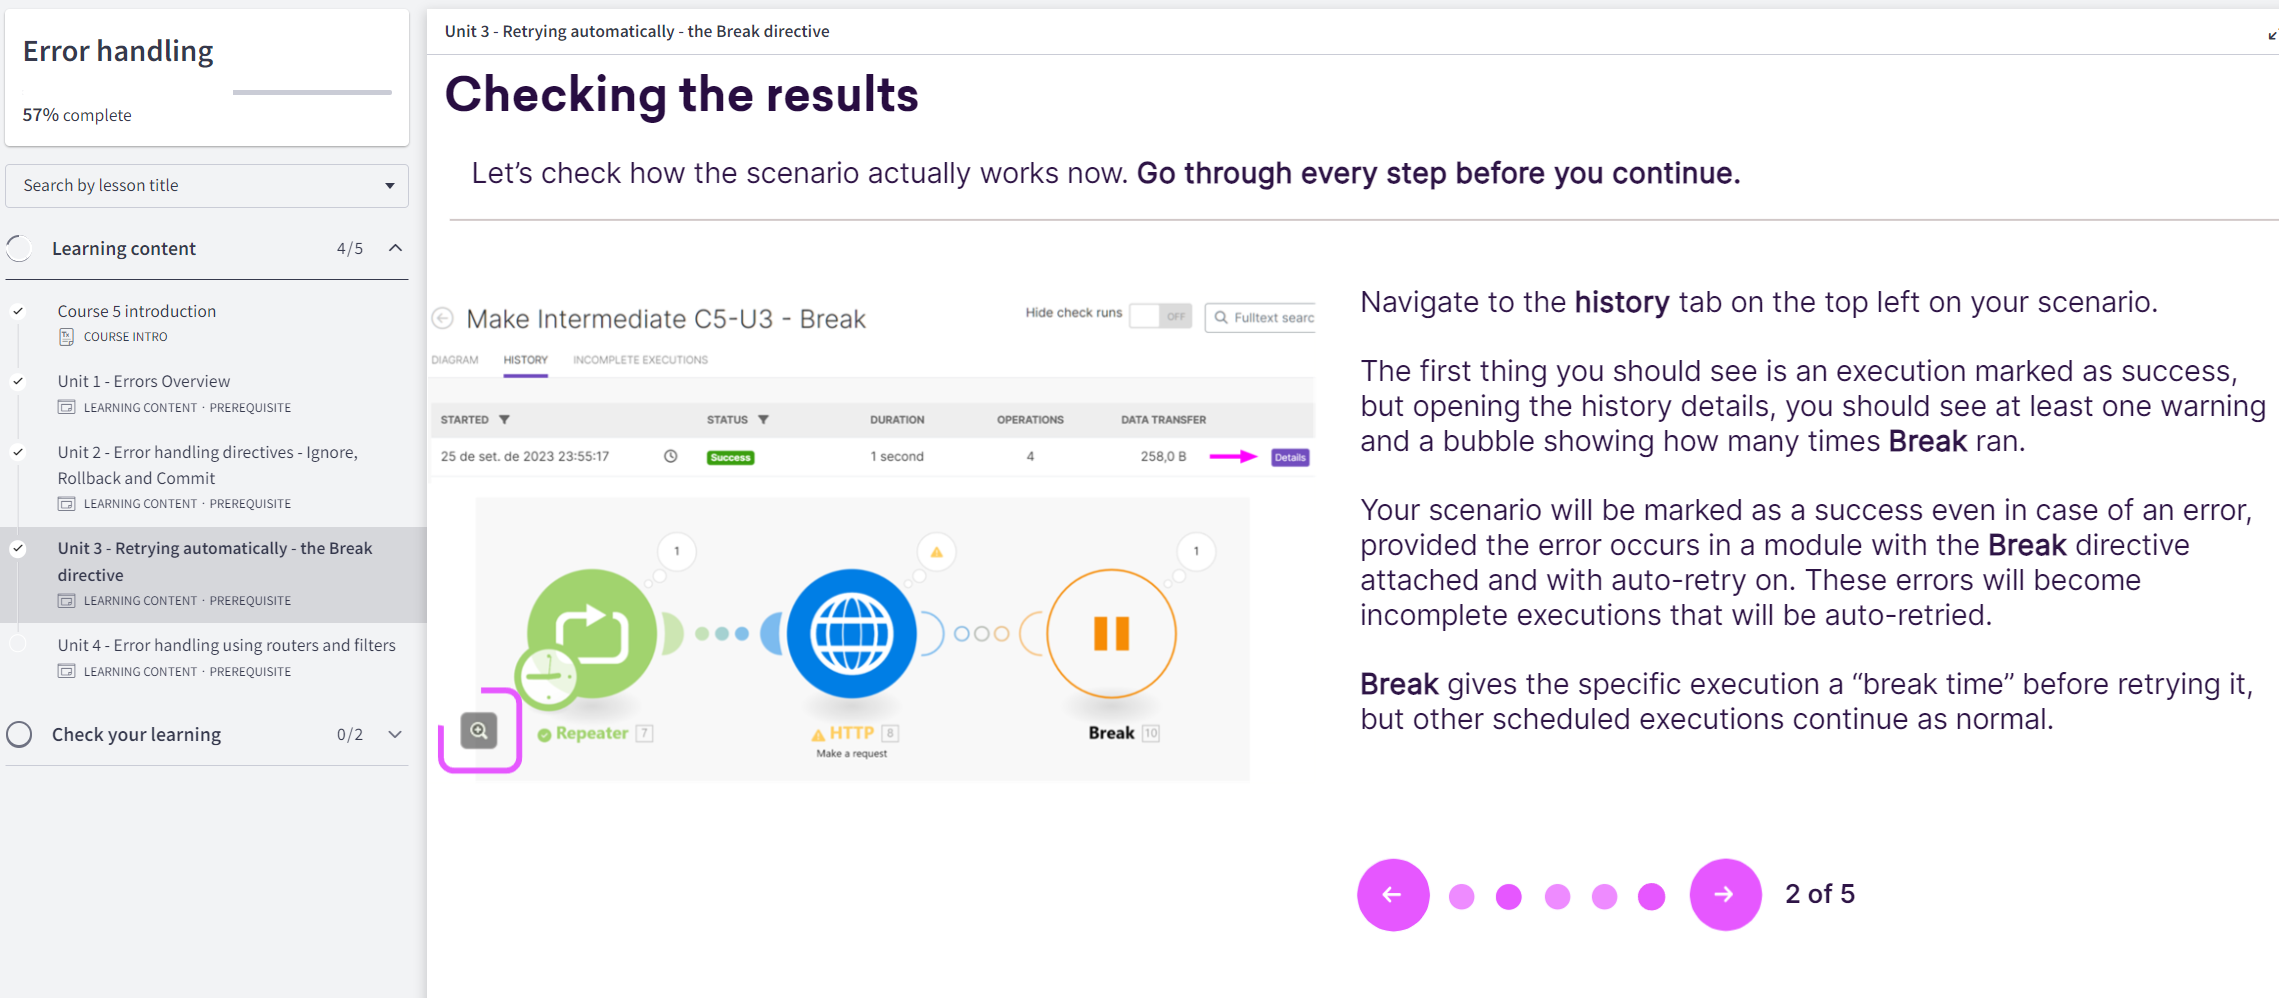 Error handling
57% complete
Search by lesson title
Learning content 4/5
Course 5 introduction
COURSE INTRO
Unit 1 - Errors Overview
LEARNING CONTENT · PREREQUISITE
Unit 2 - Error handling directives - Ignore,
Rollback and Commit
LEARNING CONTENT · PREREQUISITE
Unit 3 - Retrying automatically - the Break
directive
LEARNING CONTENT · PREREQUISITE
Unit 4 - Error handling using routers and filters
LEARNING CONTENT · PREREQUISITE
Check your learning 0/2
Unit 3 - Retrying automatically - the Break directive
Checking the results
Let's check how the scenario actually works now. Go through every step before you continue.
Make Intermediate C5-U3 - Break
Hide check runs OFF Fulltext searc
DIAGRAM HISTORY INCOMPLETE EXECUTIONS
STARTED STATUS DURATION OPERATIONS DATA TRANSFER
25 de set. de 2023 23:55:17 Success 1 second 4 258,0 B Details
1 1
Repeater 7 HTTP 8 Break 10
Make a request
Navigate to the history tab on the top left on your scenario.
The first thing you should see is an execution marked as success,
but opening the history details, you should see at least one warning
and a bubble showing how many times Break ran.
Your scenario will be marked as a success even in case of an error,
provided the error occurs in a module with the Break directive
attached and with auto-retry on. These errors will become
incomplete executions that will be auto-retried.
Break gives the specific execution a “break time” before retrying it,
but other scheduled executions continue as normal.
2 of 5